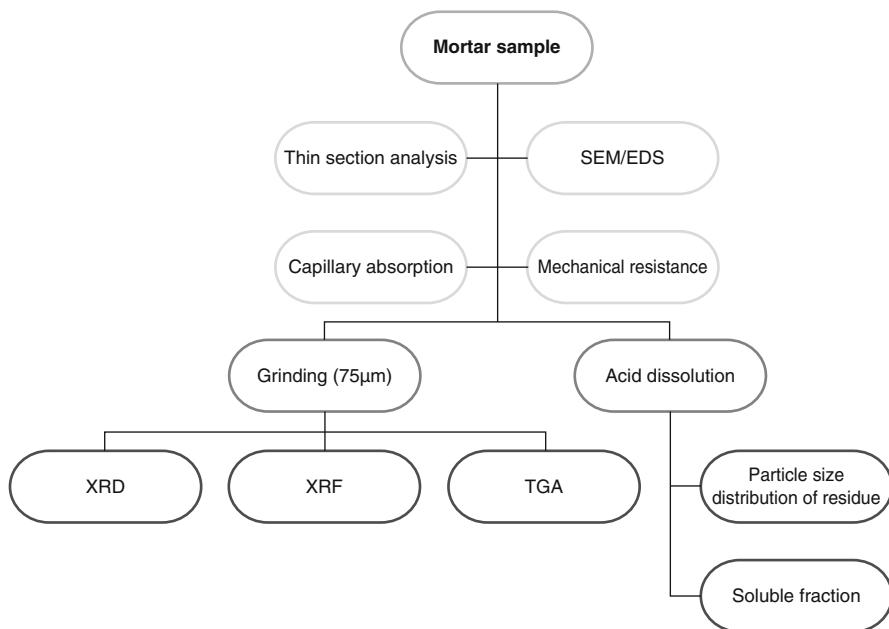 Mortar sample
Thin section analysis
SEM/EDS
Capillary absorption
Mechanical resistance
Grinding (75µm)
Acid dissolution
XRD
XRF
TGA
Particle size
distribution of residue
Soluble fraction